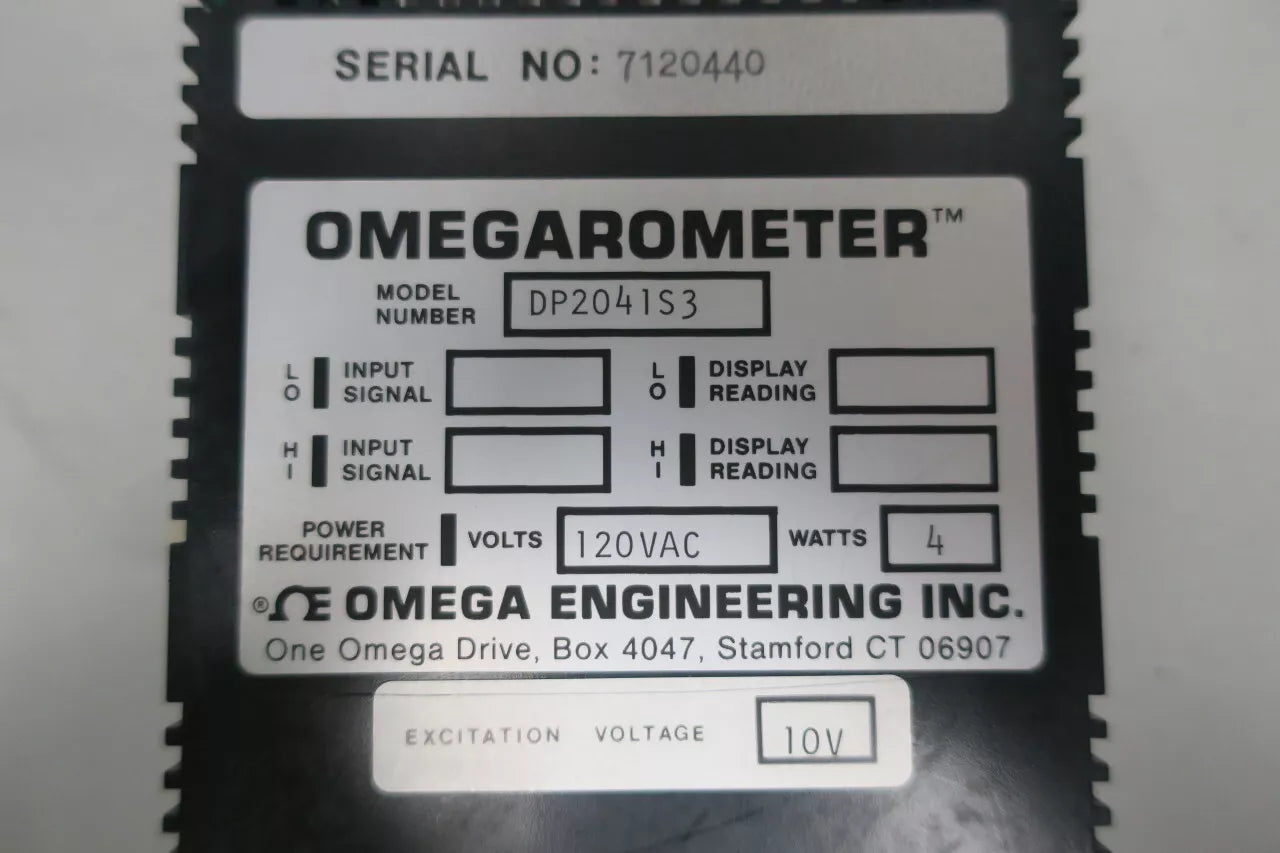 SERIAL NO: 7120440
OMEGAROMETER™
MODEL NUMBER DP2041S3
LO INPUT SIGNAL LO DISPLAY READING
HI INPUT SIGNAL HI DISPLAY READING
POWER REQUIREMENT VOLTS 120VAC WATTS 4
® ΩE OMEGA ENGINEERING INC.
One Omega Drive, Box 4047, Stamford CT 06907
EXCITATION VOLTAGE 10V